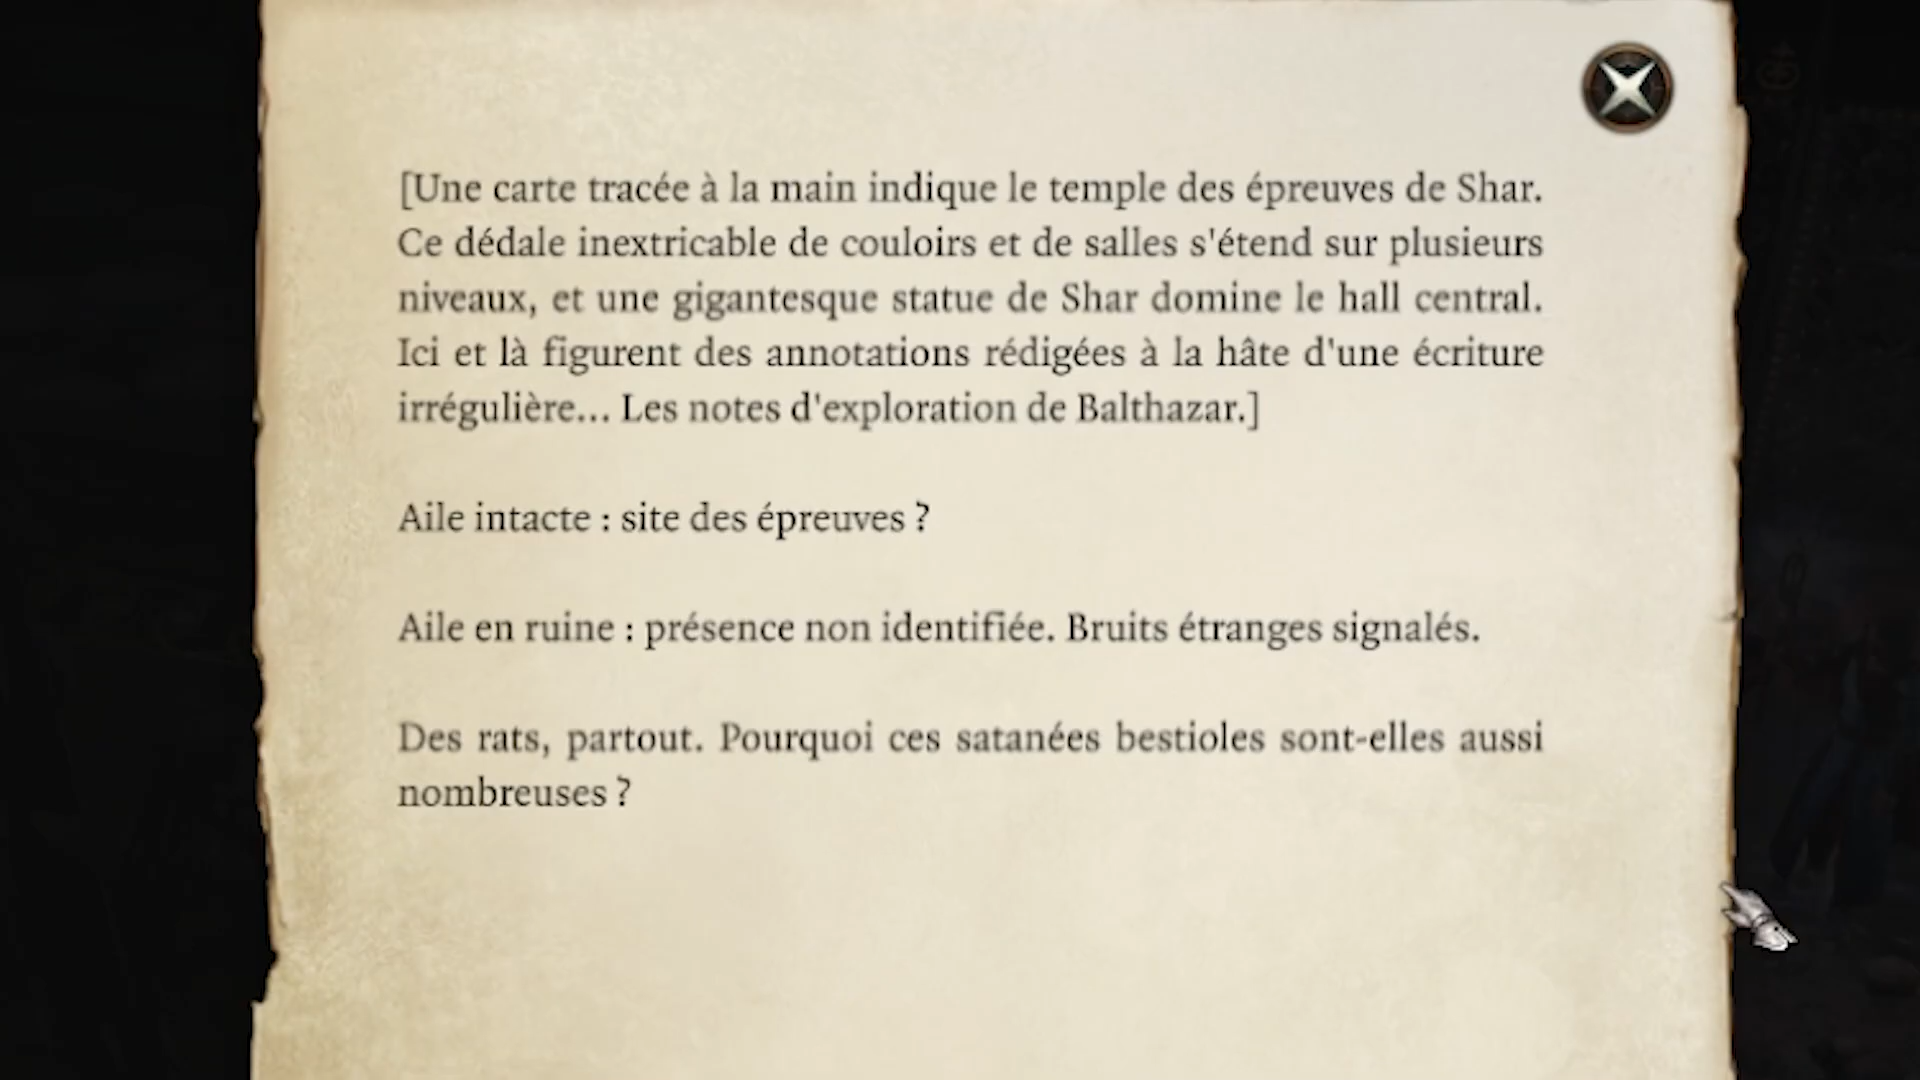 [Une carte tracée à la main indique le temple des épreuves de Shar.
Ce dédale inextricable de couloirs et de salles s'étend sur plusieurs
niveaux, et une gigantesque statue de Shar domine le hall central.
Ici et là figurent des annotations rédigées à la hâte d'une écriture
irrégulière... Les notes d'exploration de Balthazar.]
Aile intacte : site des épreuves ?
Aile en ruine : présence non identifiée. Bruits étranges signalés.
Des rats, partout. Pourquoi ces satanées bestioles sont-elles aussi
nombreuses ?